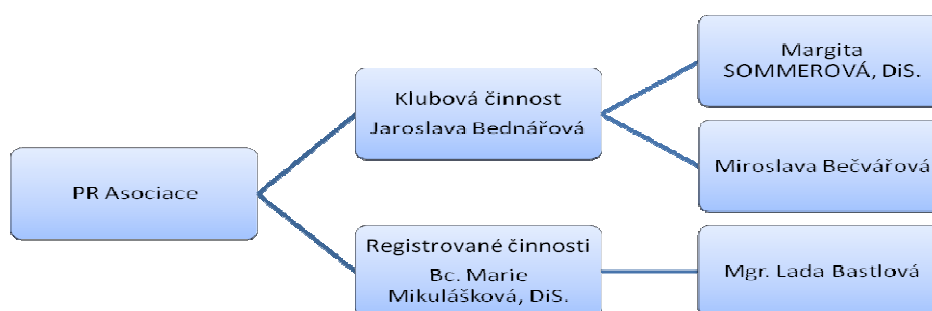 PR Asociace
Klubová činnost
Jaroslava Bednářová
Registrované činnosti
Bc. Marie
Mikulášková, DiS.
Margita
SOMMEROVÁ, DiS.
Miroslava Bečvářová
Mgr. Lada Bastlová